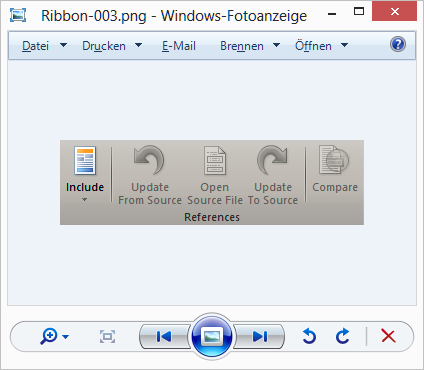 Ribbon-003.png - Windows-Fotoanzeige
Datei Drucken E-Mail Brennen Öffnen ?
Include Update From Source Open Source File Update To Source Compare
References